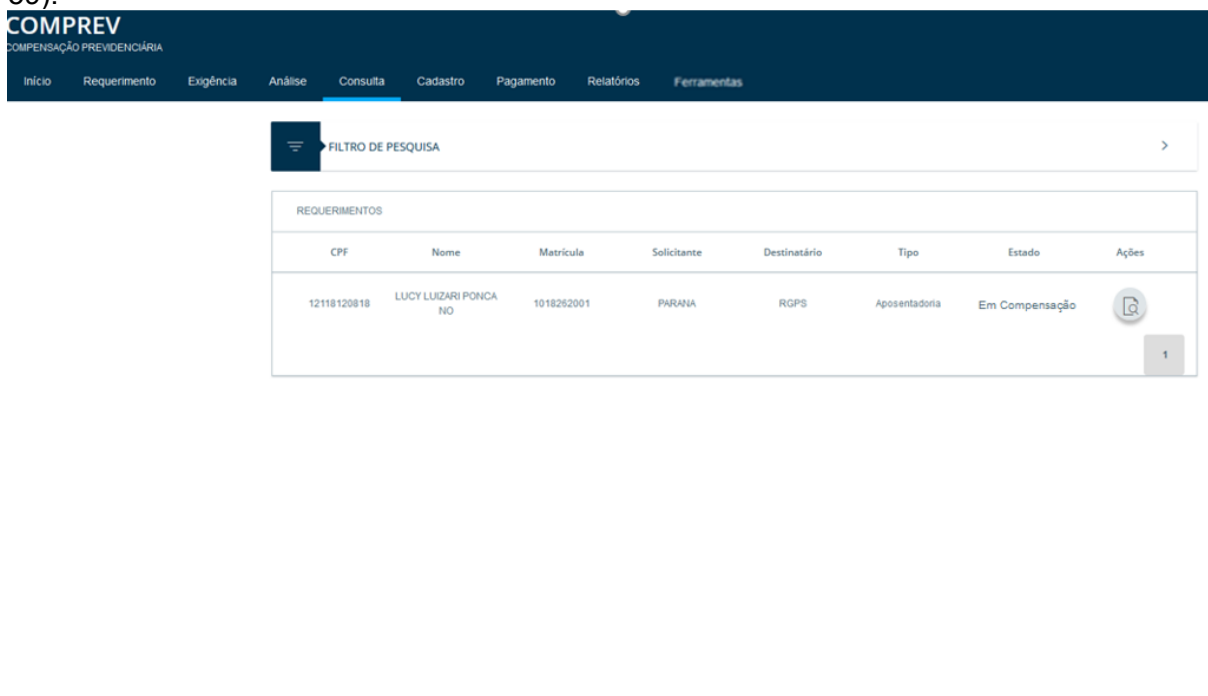 COMPREV
COMPENSAÇÃO PREVIDENCIÁRIA
Início Requerimento Exigência Análise Consulta Cadastro Pagamento Relatórios Ferramentas
FILTRO DE PESQUISA
REQUERIMENTOS
CPF Nome Matrícula Solicitante Destinatário Tipo Estado Ações
12118120818 LUCY LUIZARI PONCA
NO 1018262001 PARANA RGPS Aposentadoria Em Compensação
1